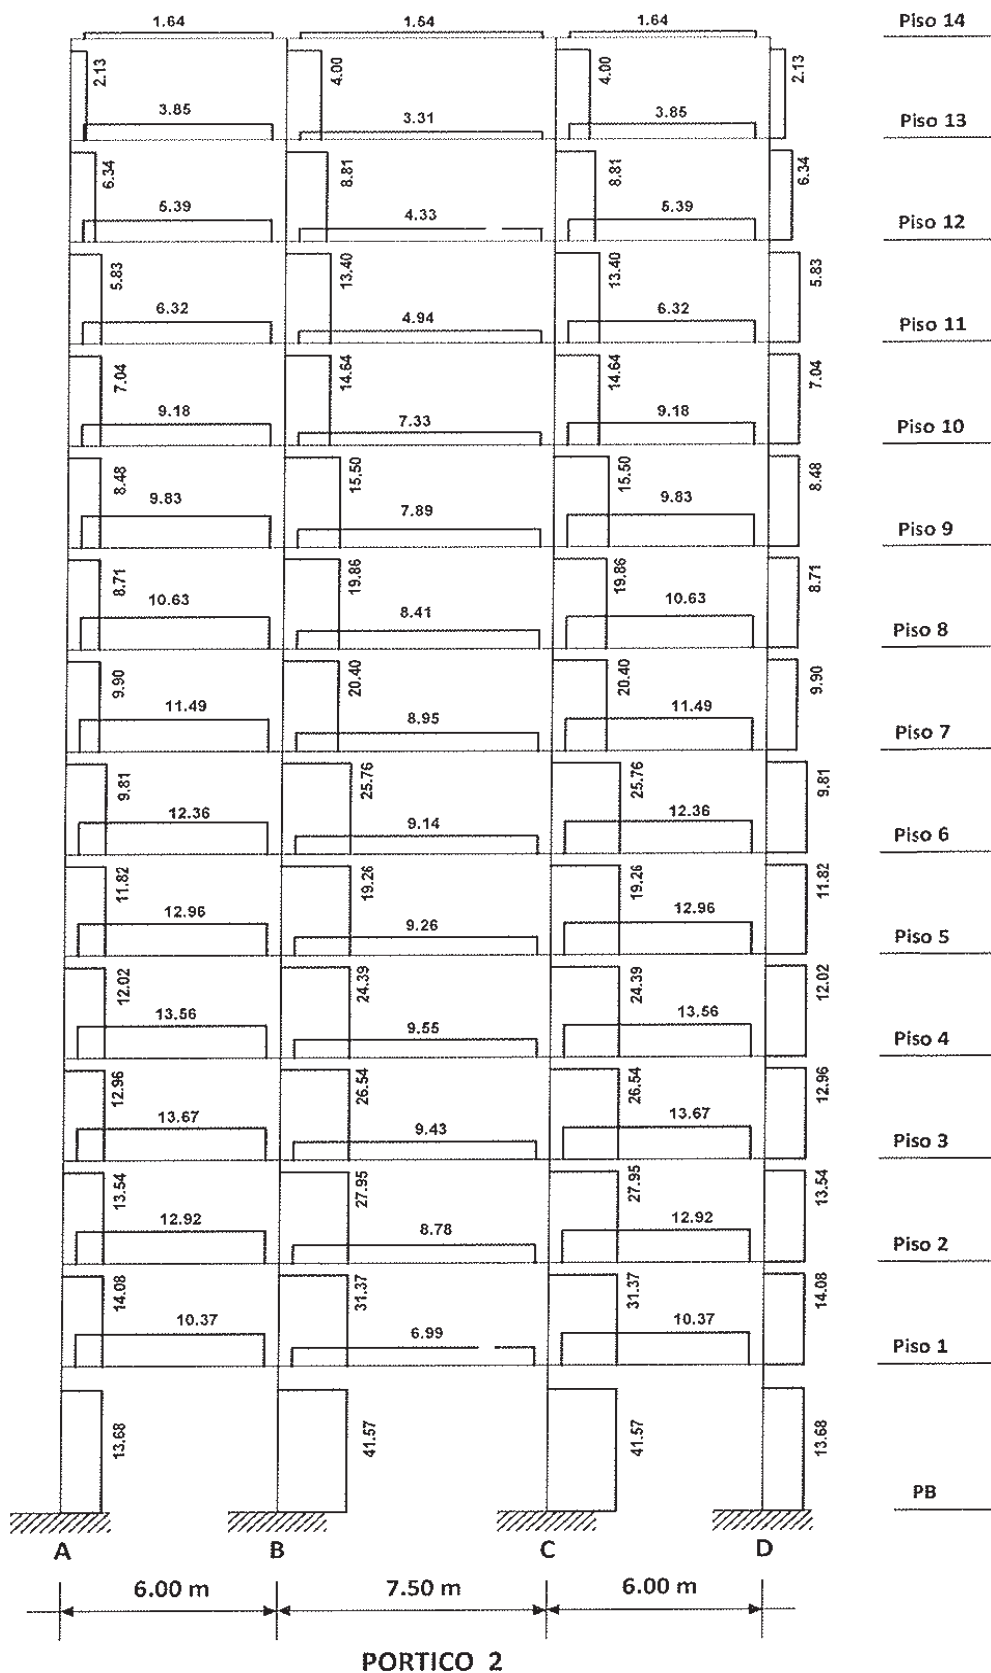 1.64 1.54 1.64 Piso 14
2.13 4.00 4.00 2.13
3.85 3.31 3.85 Piso 13
6.34 8.81 8.81 6.34
5.39 4.33 5.39 Piso 12
5.83 13.40 13.40 5.83
6.32 4.94 6.32 Piso 11
7.04 14.64 14.64 7.04
9.18 7.33 9.18 Piso 10
8.48 15.50 15.50 8.48
9.83 7.89 9.83 Piso 9
8.71 19.86 19.86 8.71
10.63 8.41 10.63 Piso 8
9.90 20.40 20.40 9.90
11.49 8.95 11.49 Piso 7
9.81 25.76 25.76 9.81
12.36 9.14 12.36 Piso 6
11.82 19.26 19.26 11.82
12.96 9.26 12.96 Piso 5
12.02 24.39 24.39 12.02
13.56 9.55 13.56 Piso 4
12.96 26.54 26.54 12.96
13.67 9.43 13.67 Piso 3
13.54 27.95 27.95 13.54
12.92 8.78 12.92 Piso 2
14.08 31.37 31.37 14.08
10.37 6.99 10.37 Piso 1
13.68 41.57 41.57 13.68
PB
A B C D
6.00 m 7.50 m 6.00 m
PORTICO 2